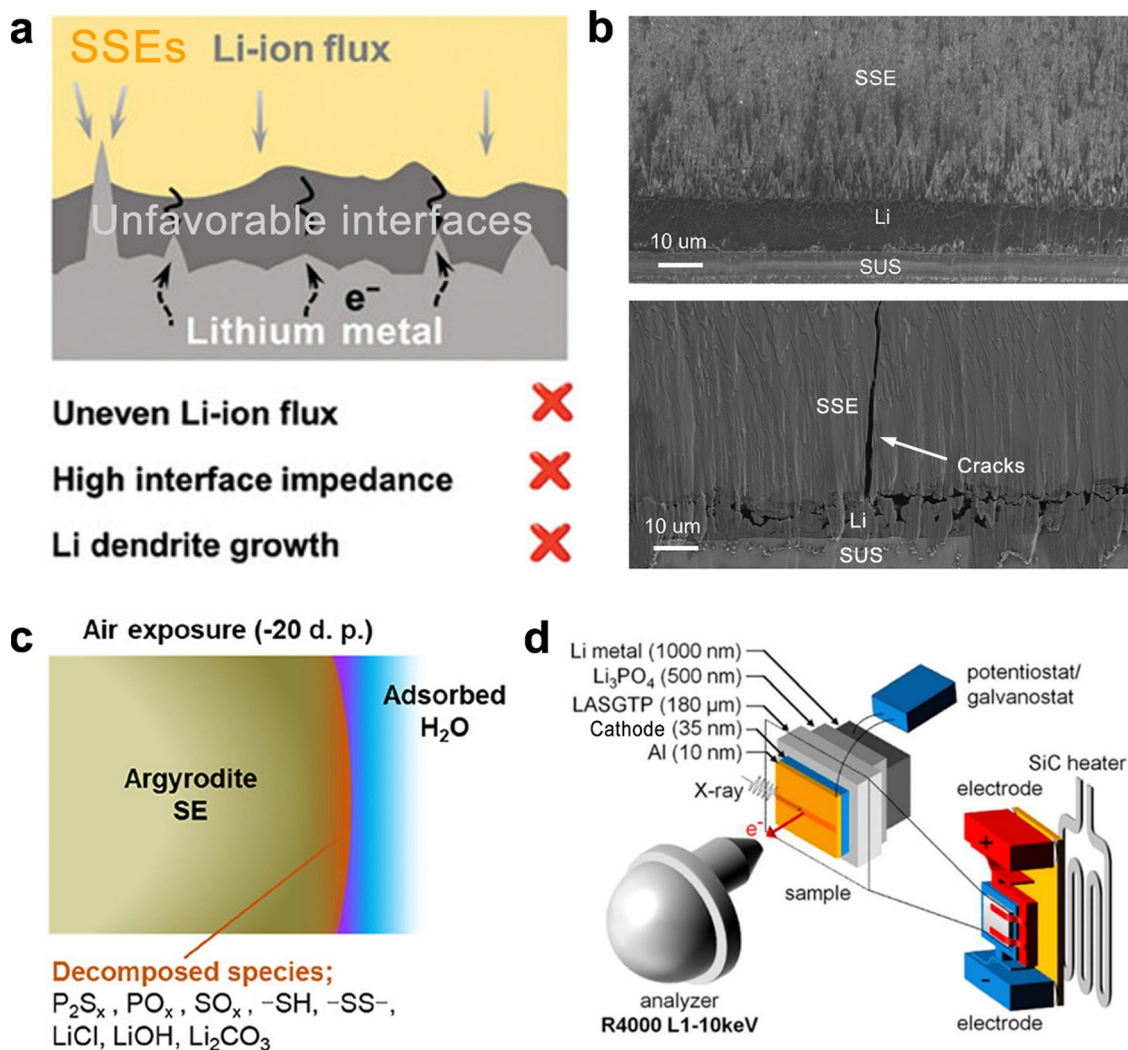 a
SSEs Li-ion flux
Unfavorable interfaces
e⁻
Lithium metal
Uneven Li-ion flux
High interface impedance
Li dendrite growth
b
SSE
Li
10 um
SUS
SSE
Cracks
Li
10 um
SUS
c
Air exposure (-20 d. p.)
Adsorbed
H₂O
Argyrodite
SE
Decomposed species;
P₂Sₓ, POₓ, SOₓ, -SH, -SS-,
LiCl, LiOH, Li₂CO₃
d
Li metal (1000 nm)
Li₃PO₄ (500 nm)
LASGTP (180 µm)
Cathode (35 nm)
Al (10 nm)
X-ray
e⁻
potentiostat/
galvanostat
SiC heater
electrode
+
sample
-
analyzer
R4000 L1-10keV
electrode